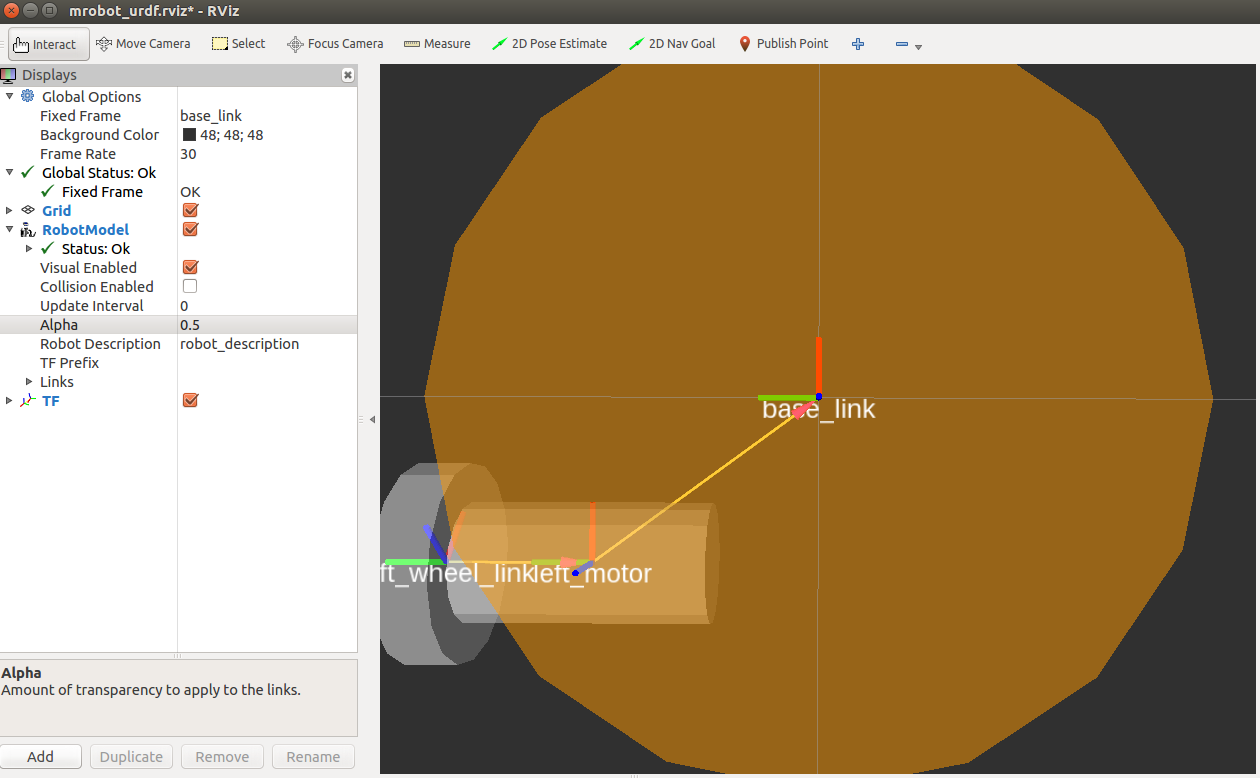 mrobot_urdf.rviz* - RViz
Interact Move Camera Select Focus Camera Measure 2D Pose Estimate 2D Nav Goal Publish Point
Displays
Global Options
Fixed Frame base_link
Background Color 48; 48; 48
Frame Rate 30
Global Status: Ok
Fixed Frame OK
Grid
RobotModel
Status: Ok
Visual Enabled
Collision Enabled
Update Interval 0
Alpha 0.5
Robot Description robot_description
TF Prefix
Links
TF
Alpha
Amount of transparency to apply to the links.
Add Duplicate Remove Rename
base_link
ft_wheel_link
left_motor